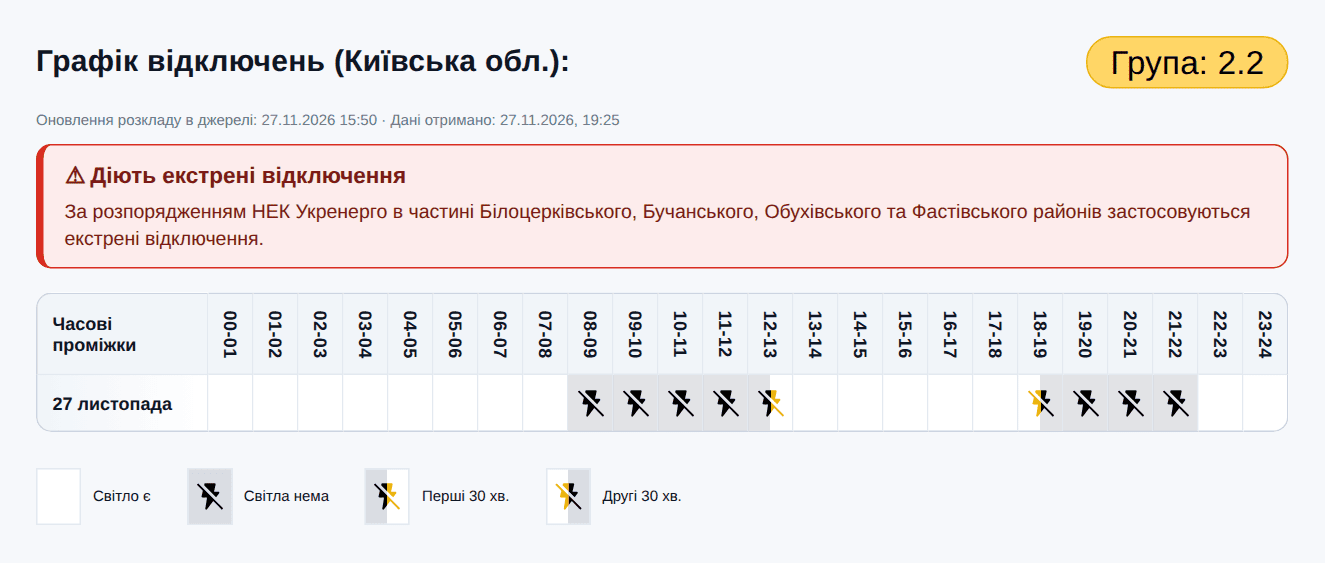 Графік відключень (Київська обл.):
Група: 2.2
Оновлення розкладу в джерелі: 27.11.2026 15:50 · Дані отримано: 27.11.2026, 19:25
⚠ Діють екстрені відключення
За розпорядженням НЕК Укренерго в частині Білоцерківського, Бучанського, Обухівського та Фастівського районів застосовуються
екстрені відключення.
Часові
проміжки
00-01 01-02 02-03 03-04 04-05 05-06 06-07 07-08 08-09 09-10 10-11 11-12 12-13 13-14 14-15 15-16 16-17 17-18 18-19 19-20 20-21 21-22 22-23 23-24
27 листопада
Світло є Світла нема Перші 30 хв. Другі 30 хв.